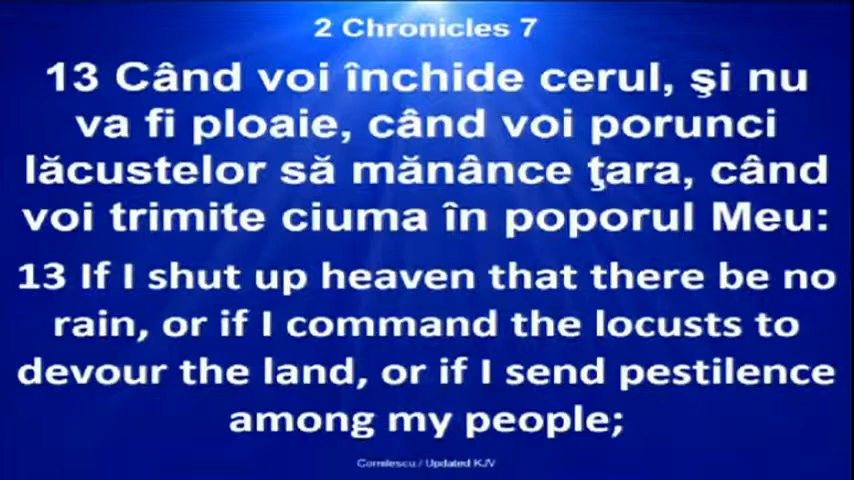 2 Chronicles 7
13 Când voi închide cerul, şi nu
va fi ploaie, când voi porunci
lăcustelor să mănânce ţara, când
voi trimite ciuma în poporul Meu:
13 If I shut up heaven that there be no
rain, or if I command the locusts to
devour the land, or if I send pestilence
among my people;
Cornilescu / Updated KJV